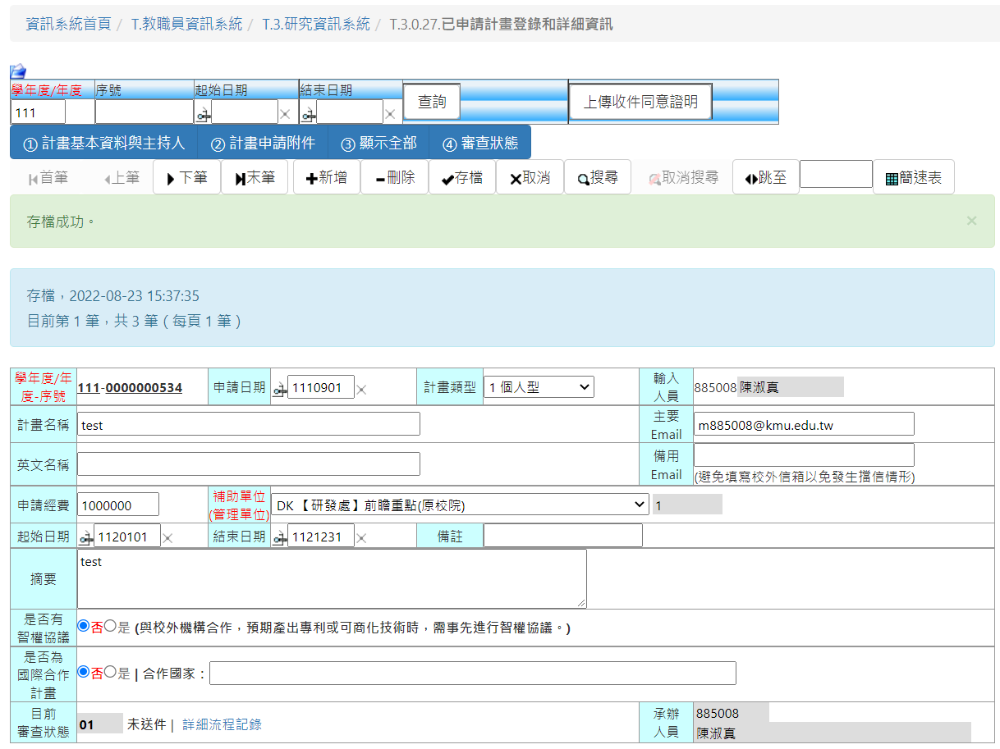 資訊系統首頁 / T.教職員資訊系統 / T.3.研究資訊系統 / T.3.0.27.已申請計畫登錄和詳細資訊
學年度/年度 序號 起始日期 結束日期
111 查詢 上傳收件同意證明
① 計畫基本資料與主持人 ② 計畫申請附件 ③ 顯示全部 ④ 審查狀態
首筆 上筆 下筆 末筆 新增 刪除 存檔 取消 搜尋 取消搜尋 跳至 簡速表
存檔成功。 ×
存檔，2022-08-23 15:37:35
目前第 1 筆，共 3 筆 ( 每頁 1 筆 )
學年度/年
度-序號 111-0000000534 申請日期 1110901 計畫類型 1 個人型 輸入
人員 885008 陳淑真
計畫名稱 test 主要
Email m885008@kmu.edu.tw
英文名稱 備用
Email (避免填寫校外信箱以免發生擋信情形)
申請經費 1000000 補助單位
(管理單位) DK 【研發處】前瞻重點(原校院) 1
起始日期 1120101 結束日期 1121231 備註
摘要 test
是否有
智權協議 否 是 (與校外機構合作，預期產出專利或可商化技術時，需事先進行智權協議。)
是否為
國際合作
計畫 否 是 | 合作國家：
目前
審查狀態 01 未送件 | 詳細流程記錄 承辦
人員 885008
陳淑真